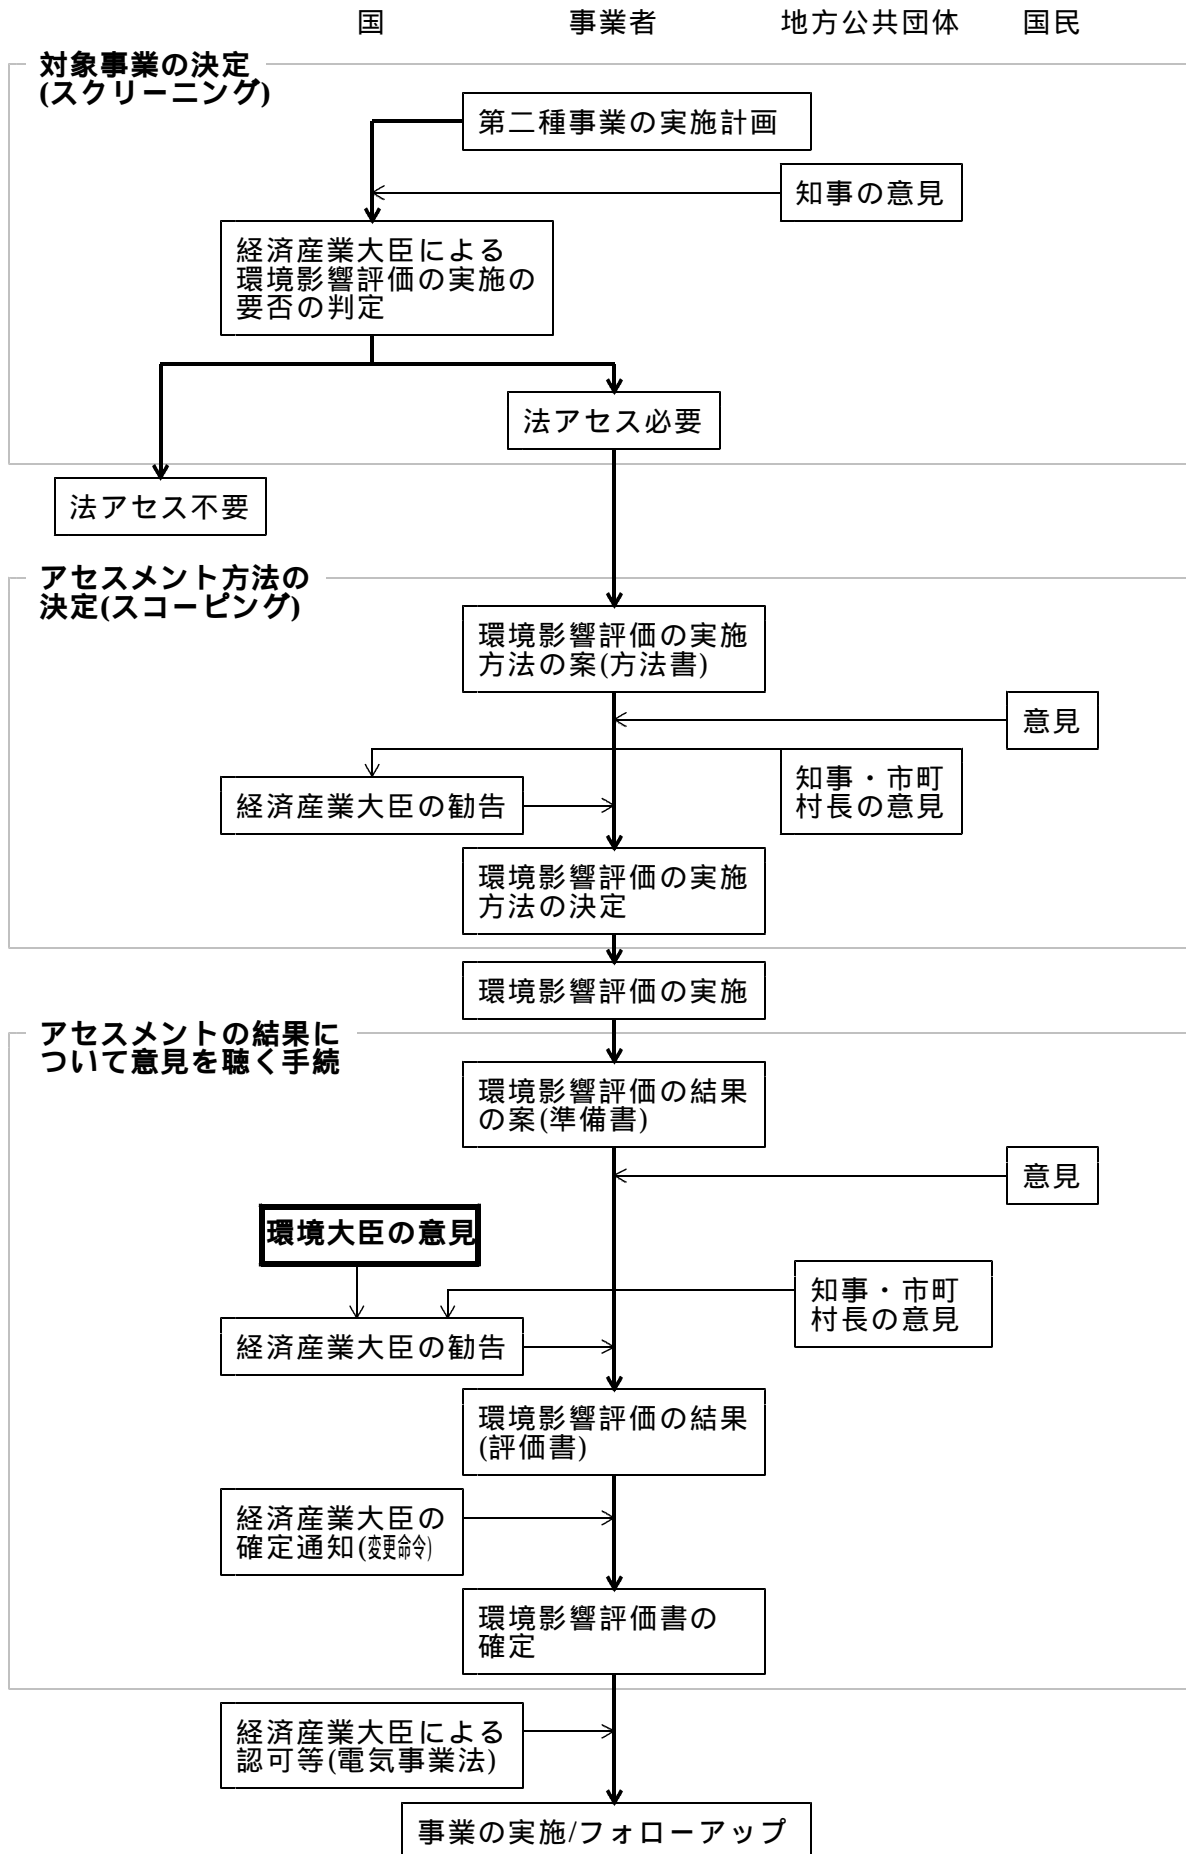 国 事業者 地方公共団体 国民
対象事業の決定
(スクリーニング)
第二種事業の実施計画
知事の意見
経済産業大臣による
環境影響評価の実施の
要否の判定
法アセス必要
法アセス不要
アセスメント方法の
決定(スコーピング)
環境影響評価の実施
方法の案(方法書)
意見
知事・市町
村長の意見
経済産業大臣の勧告
環境影響評価の実施
方法の決定
環境影響評価の実施
アセスメントの結果に
ついて意見を聴く手続
環境影響評価の結果
の案(準備書)
意見
環境大臣の意見
知事・市町
村長の意見
経済産業大臣の勧告
環境影響評価の結果
(評価書)
経済産業大臣の
確定通知(変更命令)
環境影響評価書の
確定
経済産業大臣による
認可等(電気事業法)
事業の実施/フォローアップ